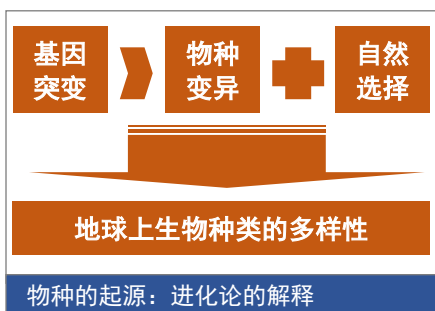 基因
突变
物种
变异
自然
选择
地球上生物种类的多样性
物种的起源：进化论的解释